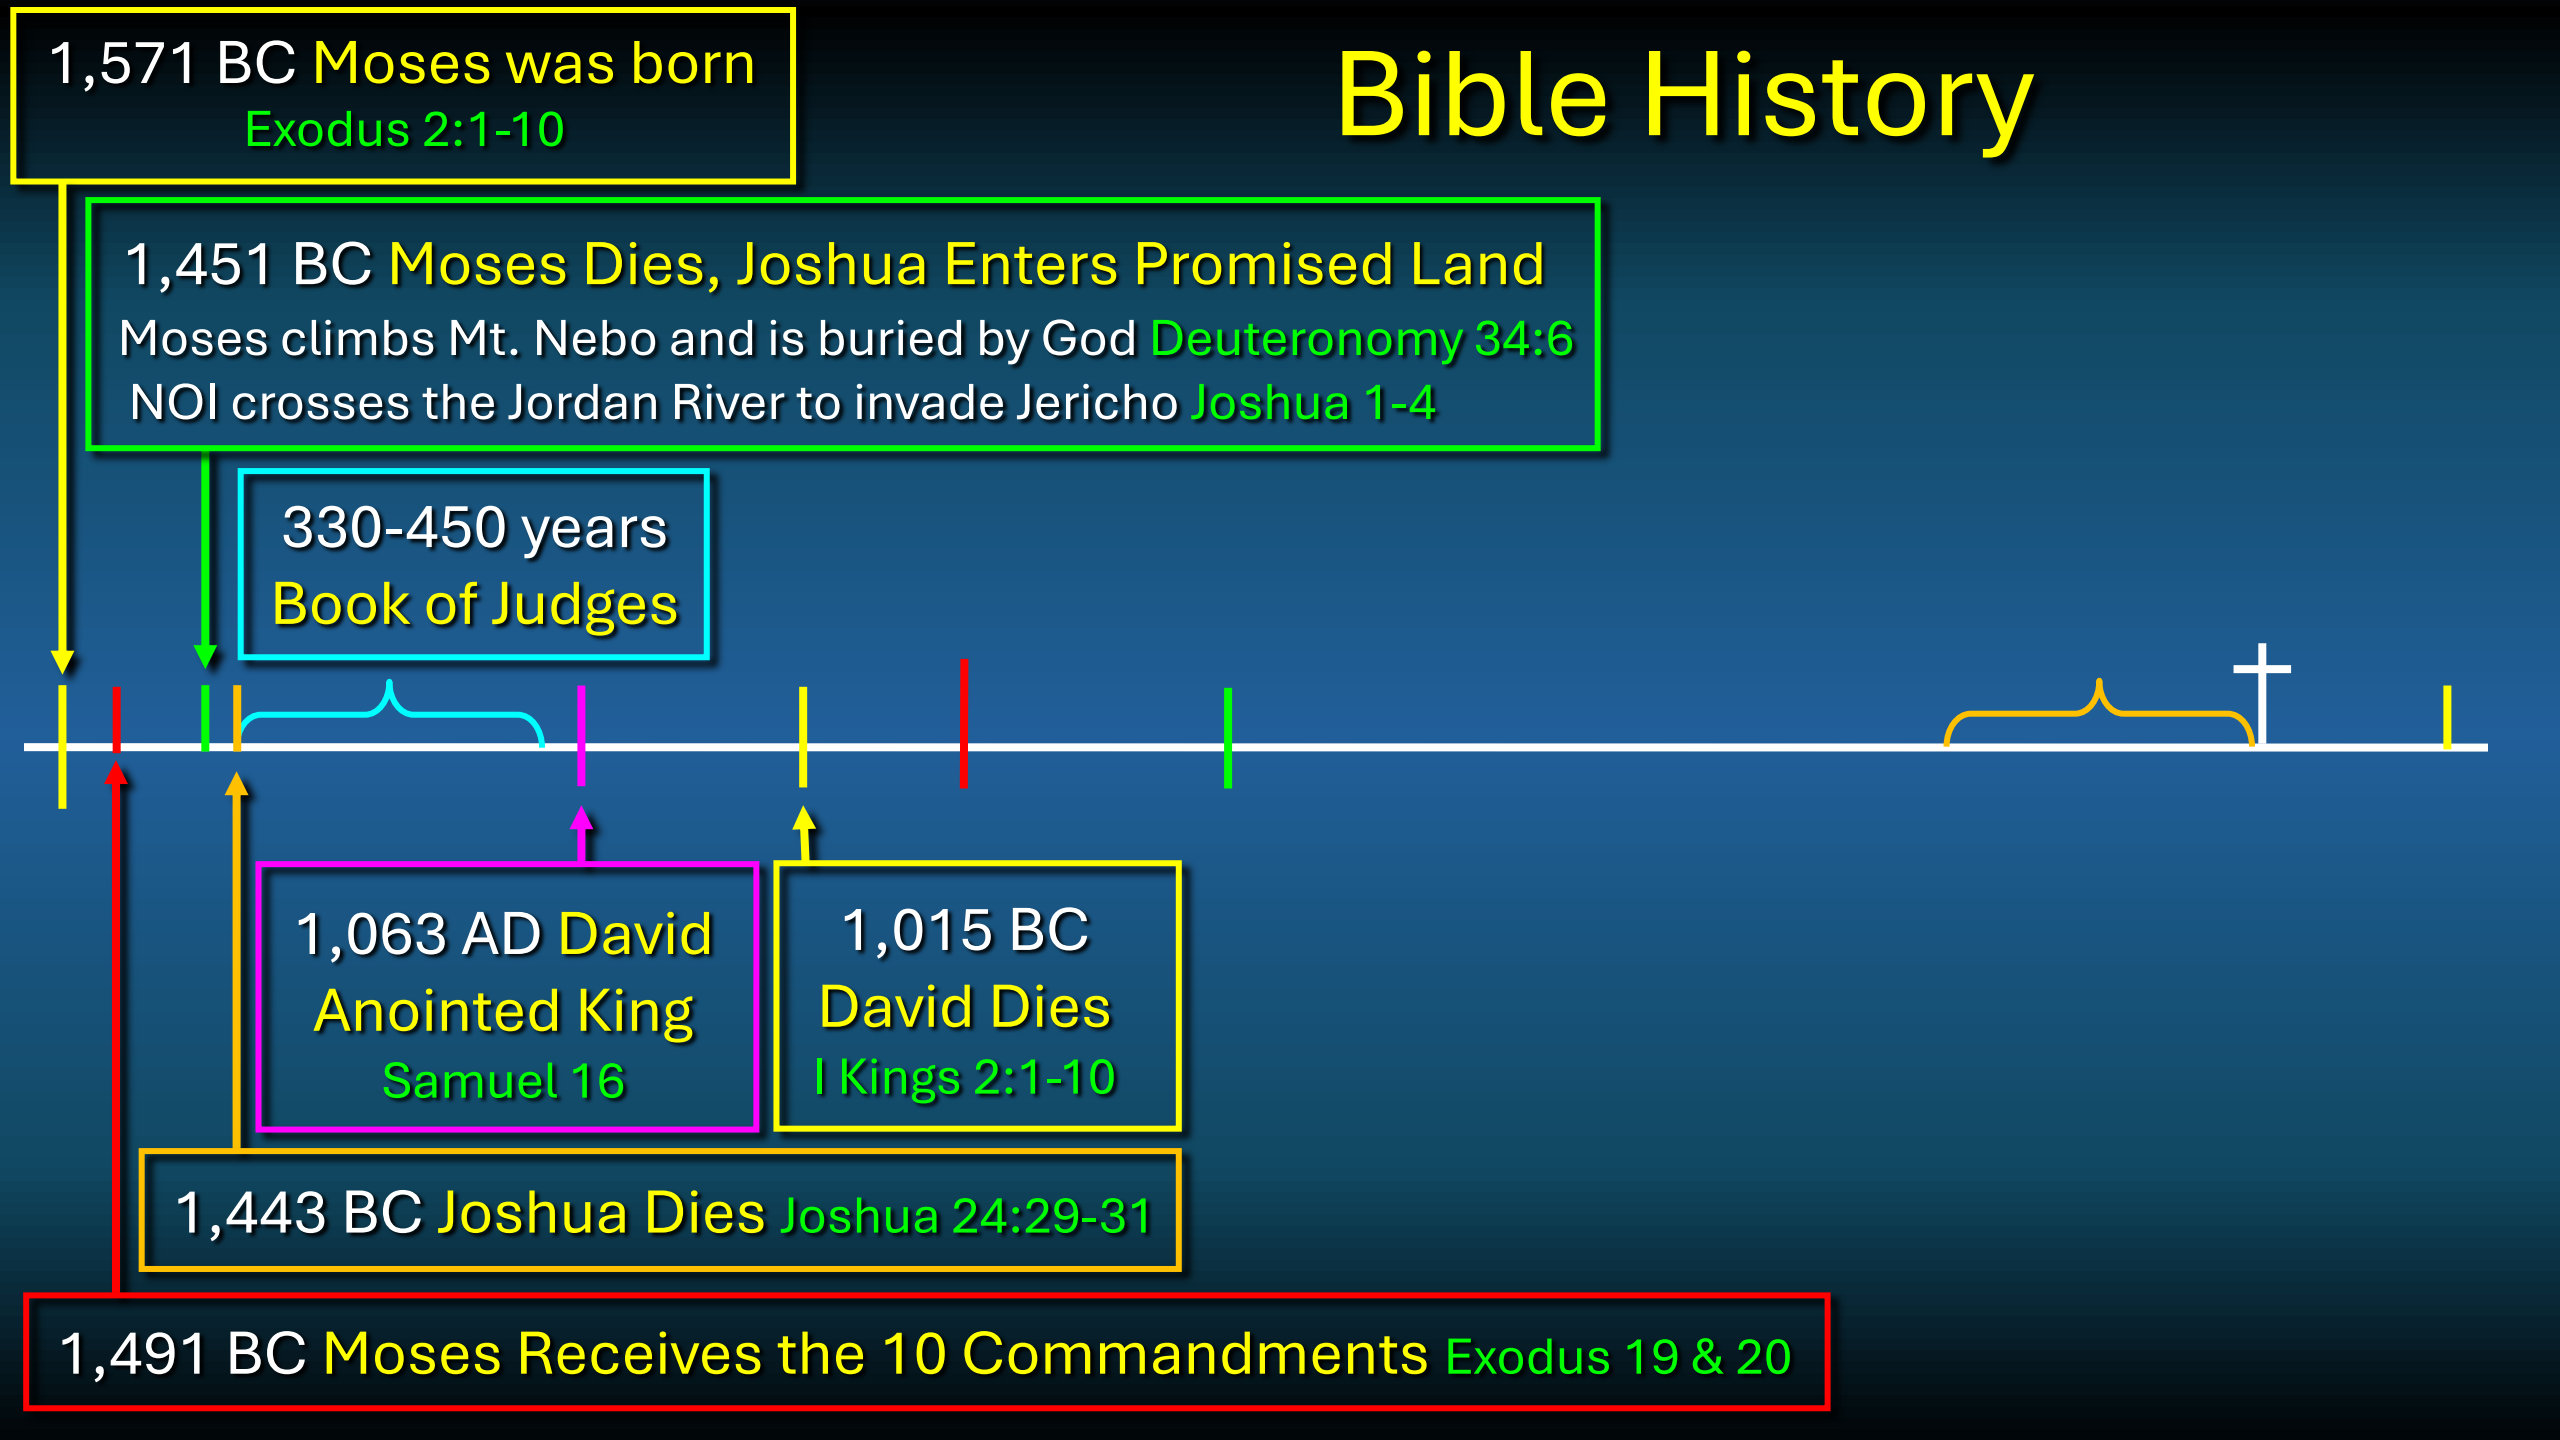 1,571 BC Moses was born
Exodus 2:1-10
Bible History
1,451 BC Moses Dies, Joshua Enters Promised Land
Moses climbs Mt. Nebo and is buried by God Deuteronomy 34:6
NOI crosses the Jordan River to invade Jericho Joshua 1-4
330-450 years
Book of Judges
1,063 AD David
Anointed King
Samuel 16
1,015 BC
David Dies
I Kings 2:1-10
1,443 BC Joshua Dies Joshua 24:29-31
1,491 BC Moses Receives the 10 Commandments Exodus 19 & 20